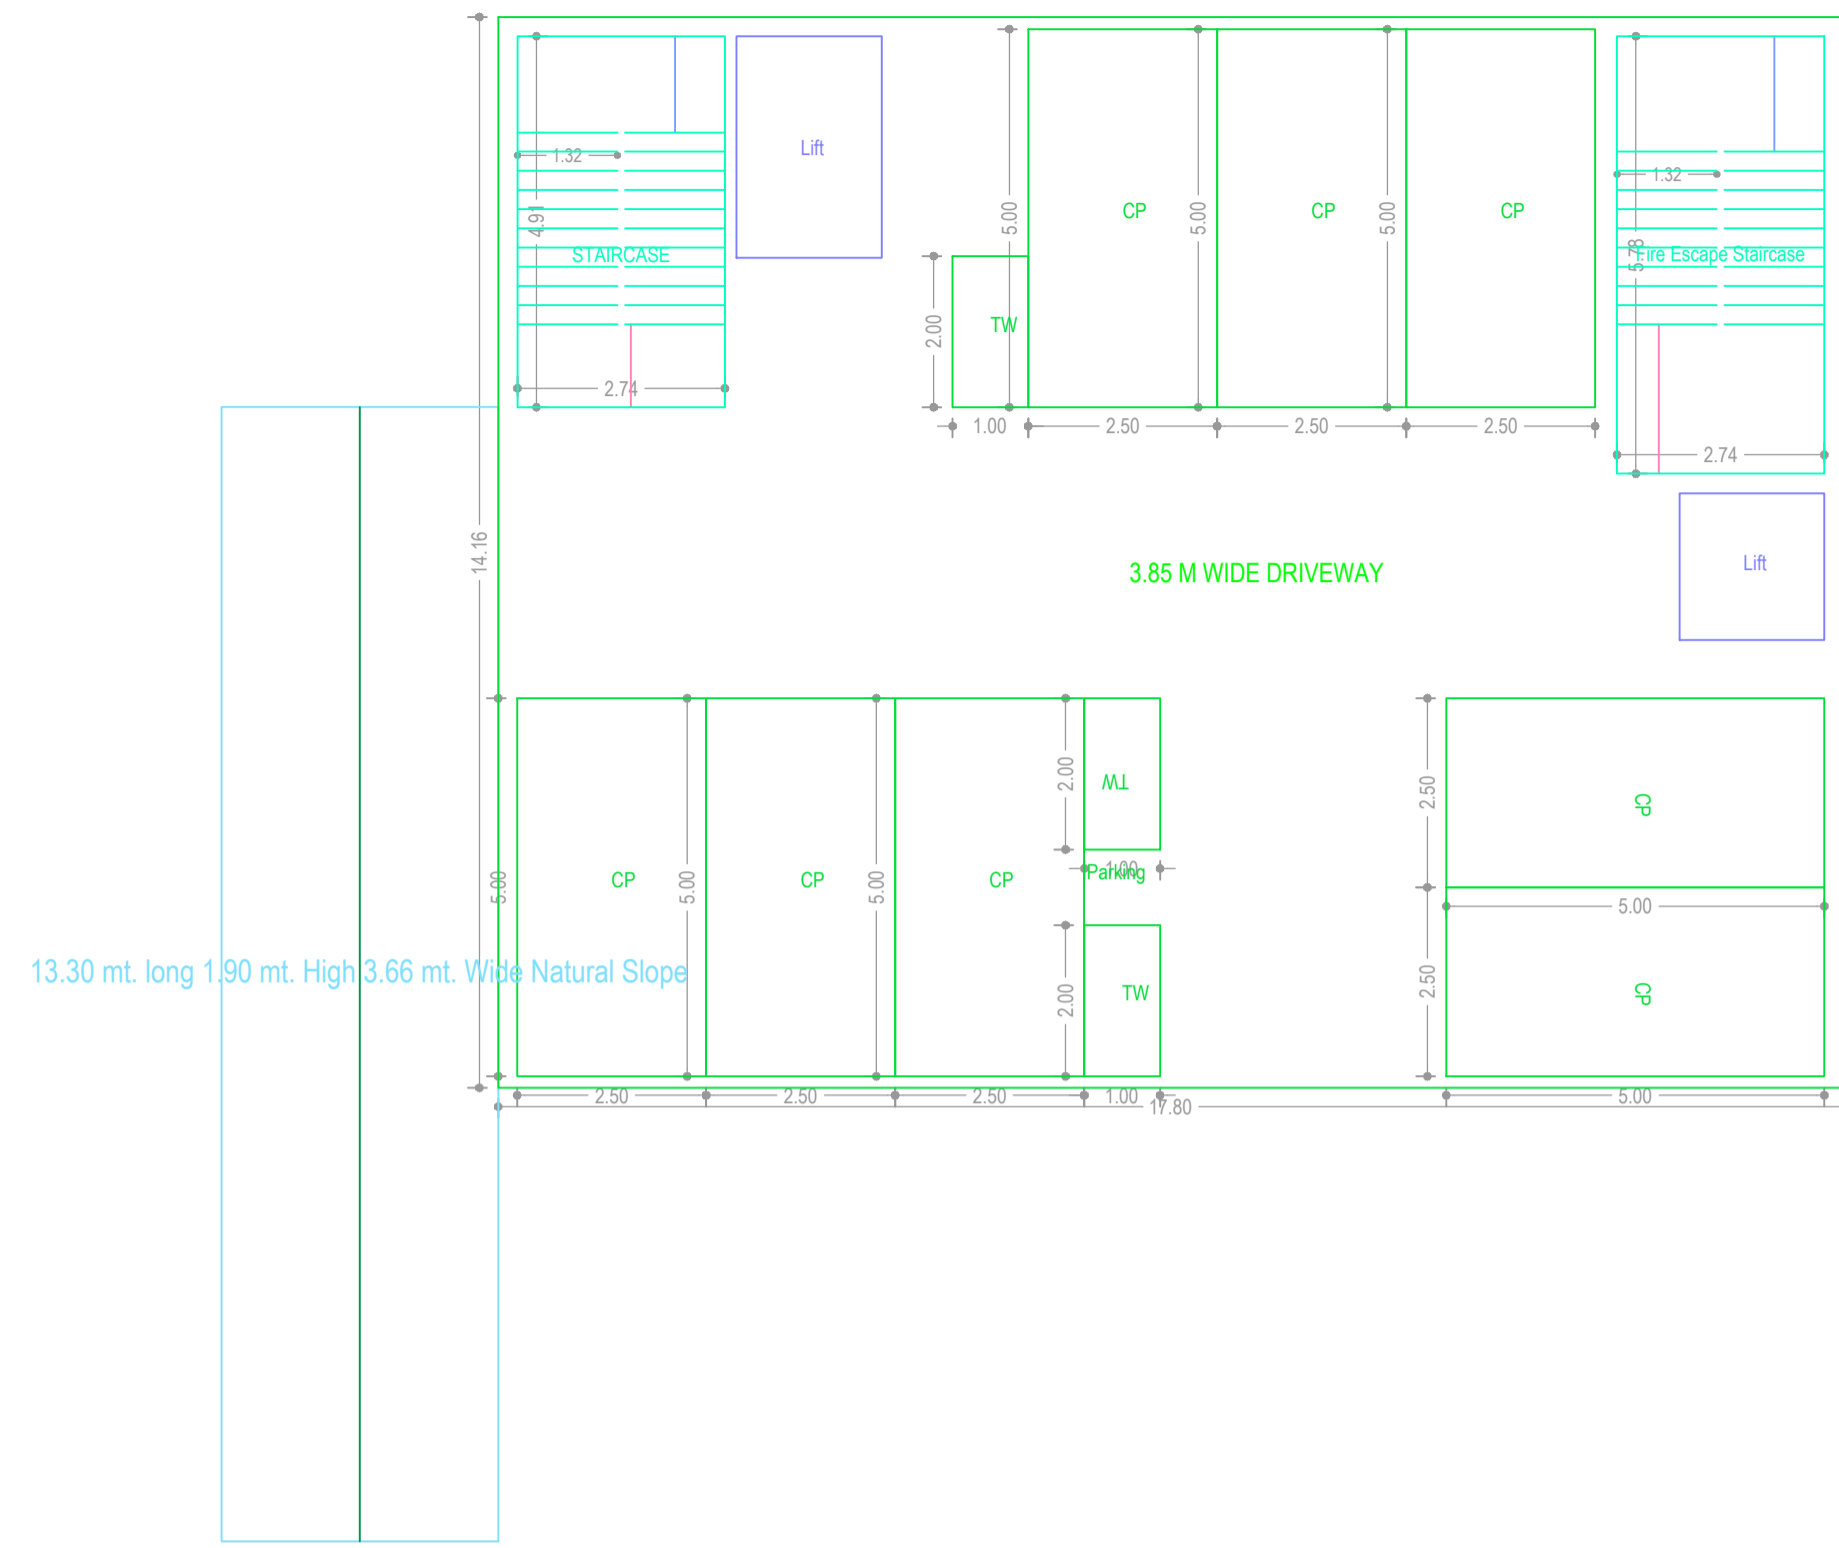 Lift
1.32
1.32
CP
CP
CP
5.00
5.00
5.00
4.91
STAIRCASE
5.78
Fire Escape Staircase
TW
2.00
2.74
1.00
2.50
2.50
2.50
2.74
14.16
3.85 M WIDE DRIVEWAY
Lift
2.00
TW
2.50
CP
1.00
Parking
5.00
CP
5.00
CP
5.00
CP
5.00
13.30 mt. long 1.90 mt. High 3.66 mt. Wide Natural Slope
2.00
TW
2.50
CP
2.50
2.50
2.50
1.00
5.00
17.80